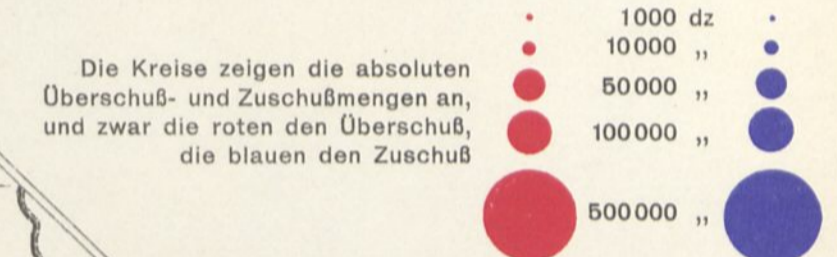 Die Kreise zeigen die absoluten
Überschuß- und Zuschußmengen an,
und zwar die roten den Überschuß,
die blauen den Zuschuß
1000 dz
10000 „
50000 „
100000 „
500000 „